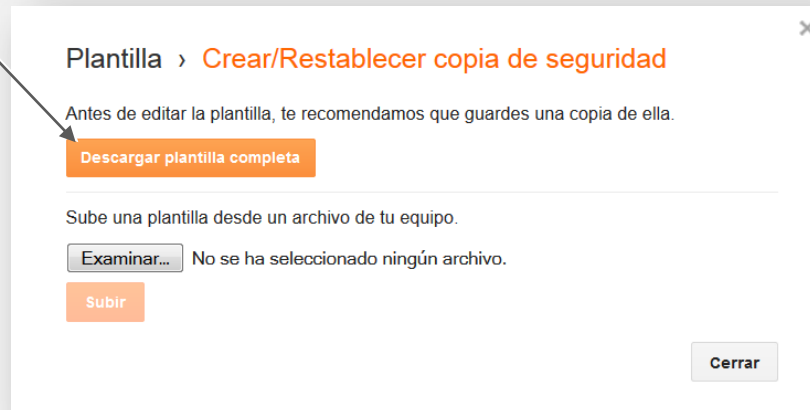 Plantilla › Crear/Restablecer copia de seguridad
Antes de editar la plantilla, te recomendamos que guardes una copia de ella.
Descargar plantilla completa
Sube una plantilla desde un archivo de tu equipo.
Examinar... No se ha seleccionado ningún archivo.
Subir
Cerrar